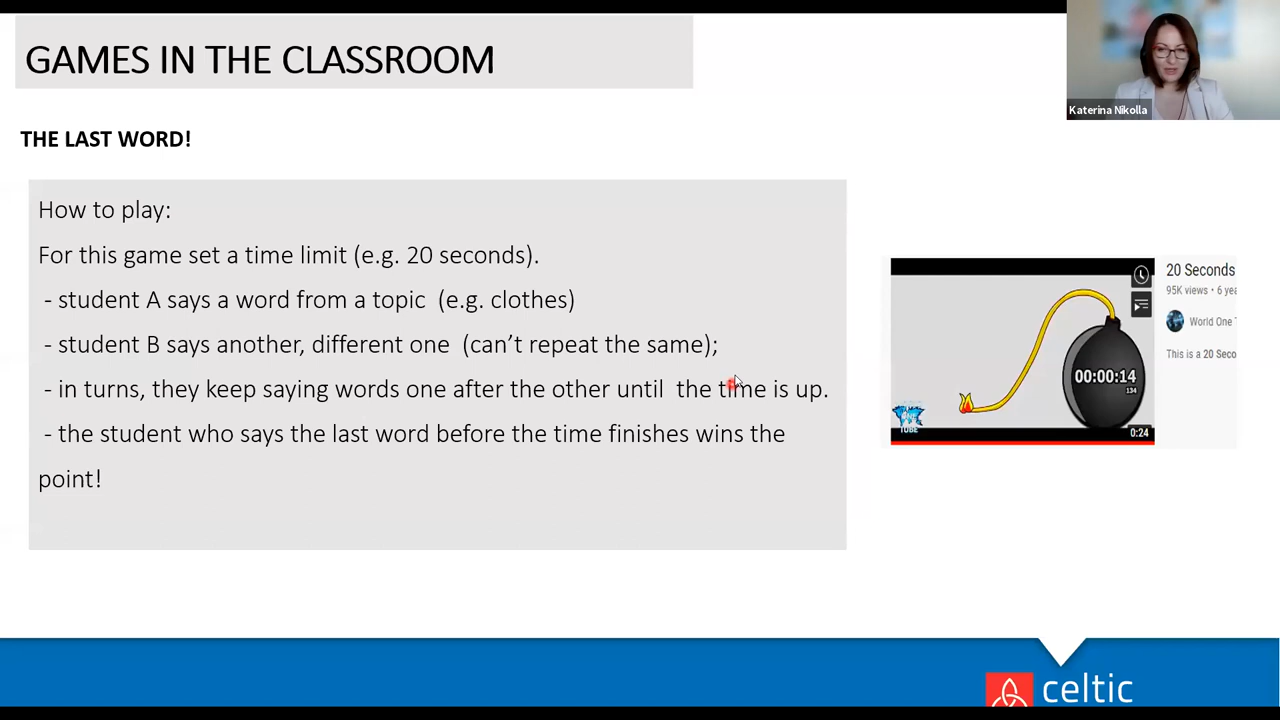 GAMES IN THE CLASSROOM
Katerina Nikolla
THE LAST WORD!
How to play:
For this game set a time limit (e.g. 20 seconds).
- student A says a word from a topic (e.g. clothes)
- student B says another, different one (can't repeat the same);
- in turns, they keep saying words one after the other until the time is up.
- the student who says the last word before the time finishes wins the
point!
20 Seconds
95K views • 6 yea
World One
This is a 20 Seco
00:00:14
134
TUBE
0:24
celtic